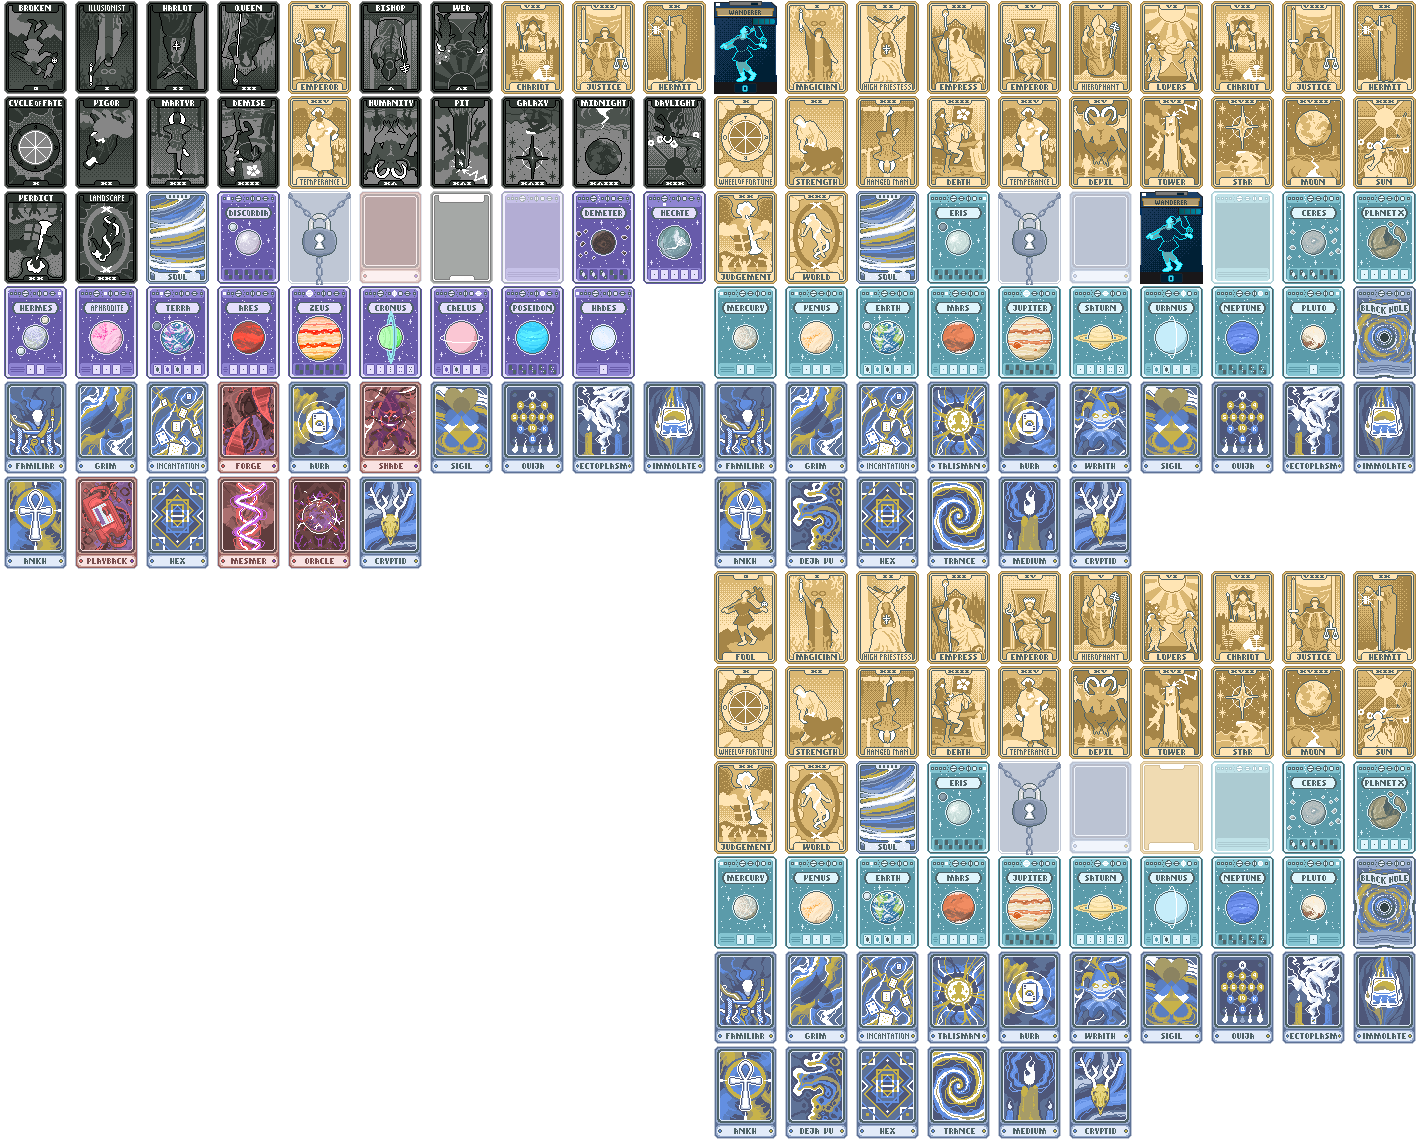 BROKEN ILLUSIONIST HARLOT QUEEN EMPEROR BISHOP WED CHARIOT JUSTICE HERMIT WANDERER MAGICIAN HIGH PRIESTESS EMPRESS EMPEROR HIEROPHANT LOVERS CHARIOT JUSTICE HERMIT
CYCLE OF FATE VIGOR MARTYR DEMISE TEMPERANCE HUMANITY PIT GALAXY MIDNIGHT DAYLIGHT WHEEL OF FORTUNE STRENGTH HANGED MAN DEATH TEMPERANCE DEVIL TOWER STAR MOON SUN
VERDICT LANDSCAPE SOUL DISCORDIA DEMETER HECATE JUDGEMENT WORLD SOUL ERIS WANDERER CERES PLANET X
HERMES APHRODITE TERRA ARES ZEUS CRONUS CAELUS POSEIDON HADES MERCURY VENUS EARTH MARS JUPITER SATURN URANUS NEPTUNE PLUTO BLACK HOLE
FAMILIAR GRIM INCANTATION FORGE AURA SHADE SIGIL OUIJA ECTOPLASM IMMOLATE FAMILIAR GRIM INCANTATION TALISMAN AURA WRAITH SIGIL OUIJA ECTOPLASM IMMOLATE
ANKH PLAYBACK HEX MESMER ORACLE CRYPTID ANKH DEJA VU HEX TRANCE MEDIUM CRYPTID
FOOL MAGICIAN HIGH PRIESTESS EMPRESS EMPEROR HIEROPHANT LOVERS CHARIOT JUSTICE HERMIT
WHEEL OF FORTUNE STRENGTH HANGED MAN DEATH TEMPERANCE DEVIL TOWER STAR MOON SUN
JUDGEMENT WORLD SOUL ERIS CERES PLANET X
MERCURY VENUS EARTH MARS JUPITER SATURN URANUS NEPTUNE PLUTO BLACK HOLE
FAMILIAR GRIM INCANTATION TALISMAN AURA WRAITH SIGIL OUIJA ECTOPLASM IMMOLATE
ANKH DEJA VU HEX TRANCE MEDIUM CRYPTID